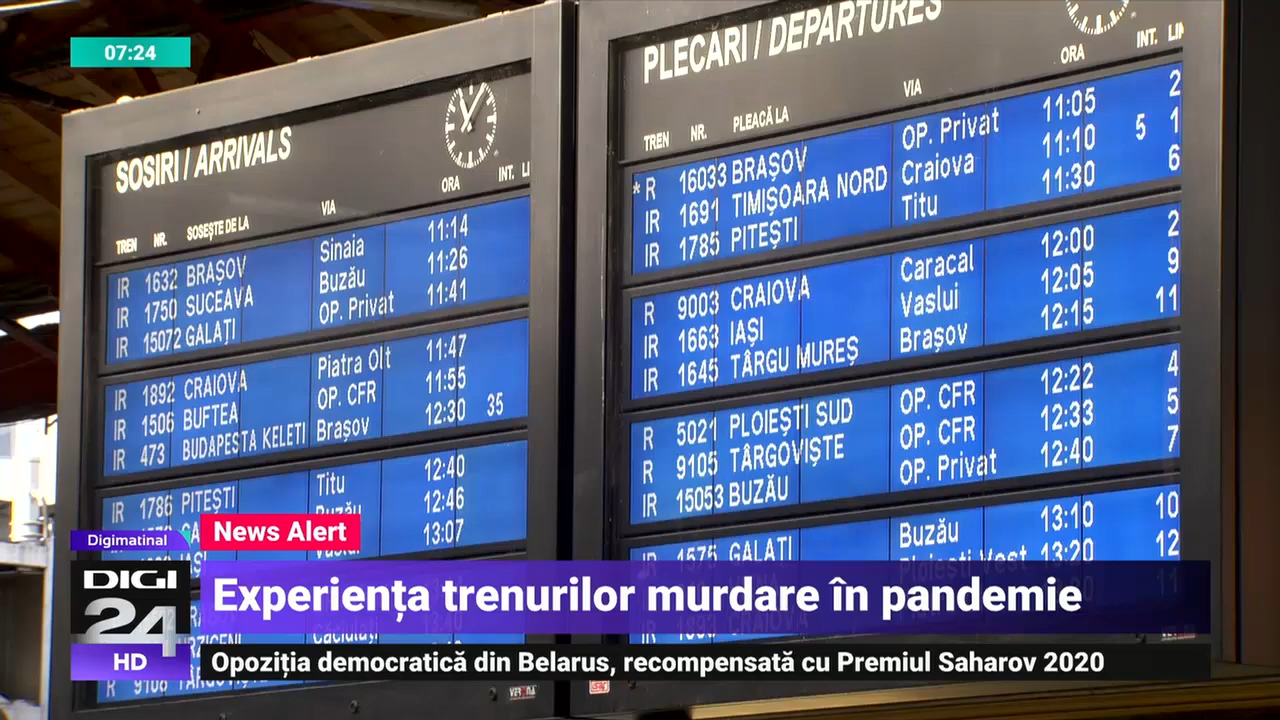 07:24
SOSIRI / ARRIVALS
TREN NR. SOSEȘTE DE LA VIA ORA INT.
IR 1632 BRAȘOV Sinaia 11:14
IR 1750 SUCEAVA Buzău 11:26
IR 15072 GALAȚI OP. Privat 11:41
IR 1892 CRAIOVA Piatra Olt 11:47
IR 1506 BUFTEA OP. CFR 11:55
IR 473 BUDAPESTA KELETI Brașov 12:30 35
IR 1786 PITEȘTI Titu 12:40
12:46
13:07
PLECĂRI / DEPARTURES
TREN NR. PLEACĂ LA VIA ORA INT.
* R 16033 BRAȘOV OP. Privat 11:05 2
IR 1691 TIMIȘOARA NORD Craiova 11:10 5 1
IR 1785 PITEȘTI Titu 11:30 6
R 9003 CRAIOVA Caracal 12:00 2
IR 1663 IAȘI Vaslui 12:05 9
IR 1645 TÂRGU MUREȘ Brașov 12:15 11
R 5021 PLOIEȘTI SUD OP. CFR 12:22 4
R 9105 TÂRGOVIȘTE OP. CFR 12:33 5
IR 15053 BUZĂU OP. Privat 12:40 7
IR 1575 GALAȚI Buzău 13:10 10
Ploiești Vest 13:20 12
Digimatinal
News Alert
DIGI
24
HD
Experiența trenurilor murdare în pandemie
Opoziția democratică din Belarus, recompensată cu Premiul Saharov 2020